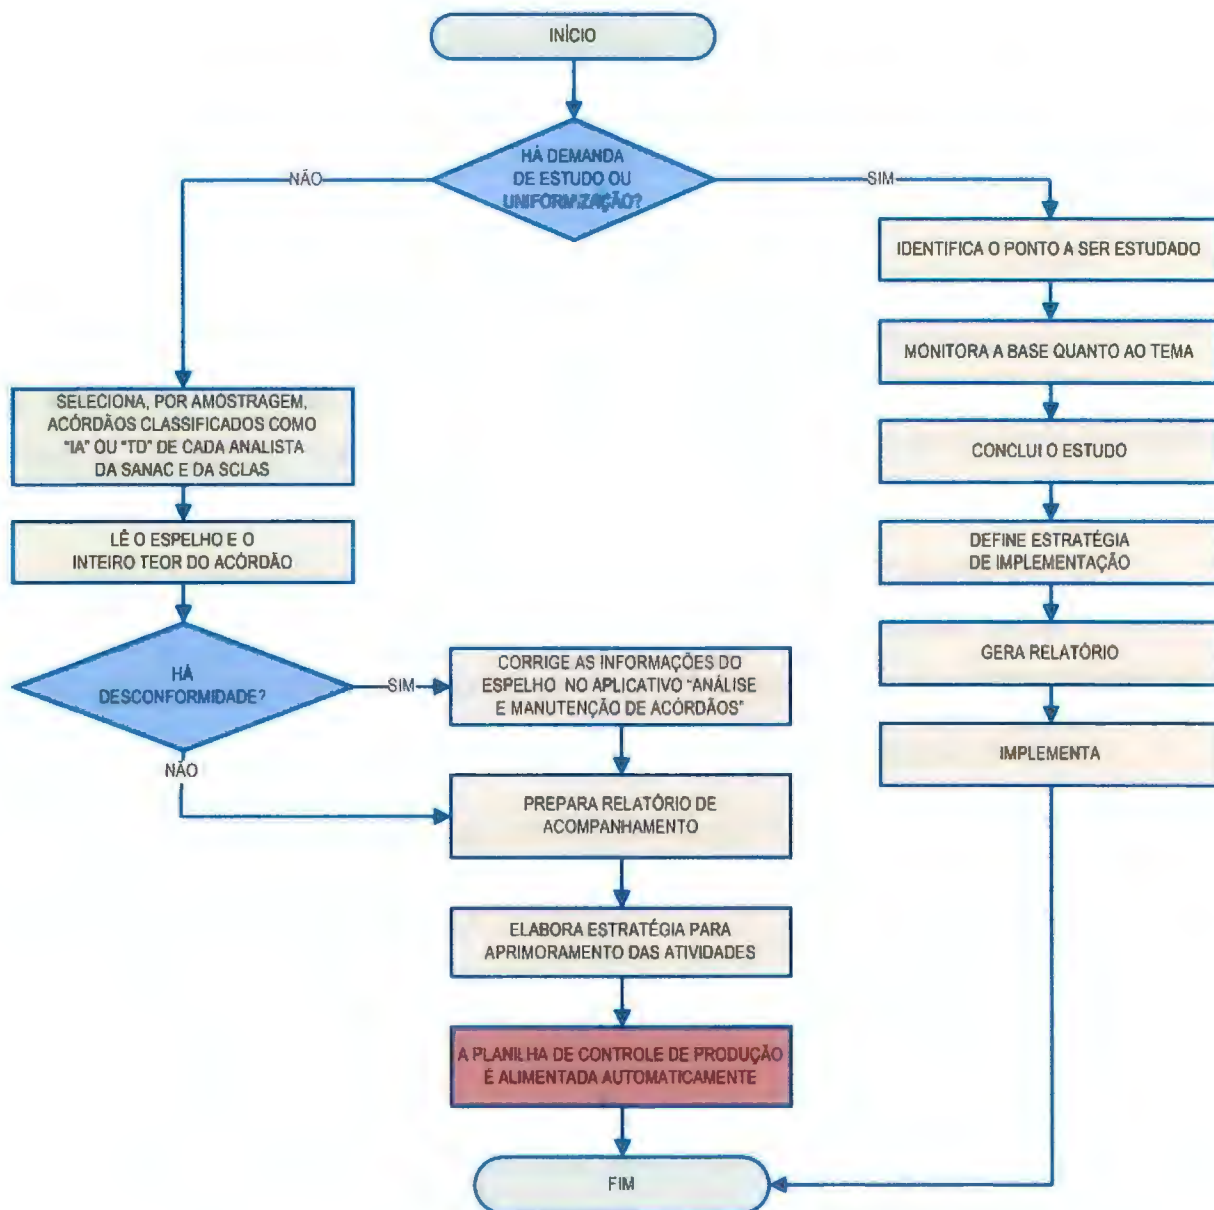 INÍCIO
HÁ DEMANDA
DE ESTUDO OU
UNIFORMIZAÇÃO?
NÃO
SIM
IDENTIFICA O PONTO A SER ESTUDADO
MONITORA A BASE QUANTO AO TEMA
CONCLUI O ESTUDO
DEFINE ESTRATÉGIA
DE IMPLEMENTAÇÃO
GERA RELATÓRIO
IMPLEMENTA
SELECIONA, POR AMOSTRAGEM,
ACÓRDÃOS CLASSIFICADOS COMO
"IA" OU "TD" DE CADA ANALISTA
DA SANAC E DA SCLAS
LÊ O ESPELHO E O
INTEIRO TEOR DO ACÓRDÃO
HÁ
DESCONFORMIDADE?
SIM
NÃO
CORRIGE AS INFORMAÇÕES DO
ESPELHO NO APLICATIVO "ANÁLISE
E MANUTENÇÃO DE ACÓRDÃOS"
PREPARA RELATÓRIO DE
ACOMPANHAMENTO
ELABORA ESTRATÉGIA PARA
APRIMORAMENTO DAS ATIVIDADES
A PLANILHA DE CONTROLE DE PRODUÇÃO
É ALIMENTADA AUTOMATICAMENTE
FIM